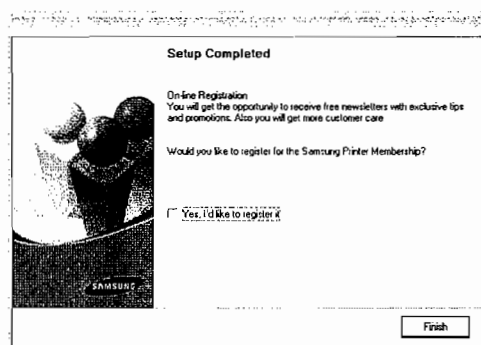 Setup Completed
On-line Registration
You will get the opportunity to receive free newsletters with exclusive tips
and promotions. Also you will get more customer care
Would you like to register for the Samsung Printer Membership?
Yes, I'd like to register it
SAMSUNG
Finish